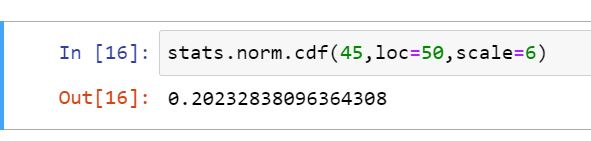 In [16]: stats.norm.cdf(45,loc=50,scale=6)
Out[16]: 0.20232838096364308